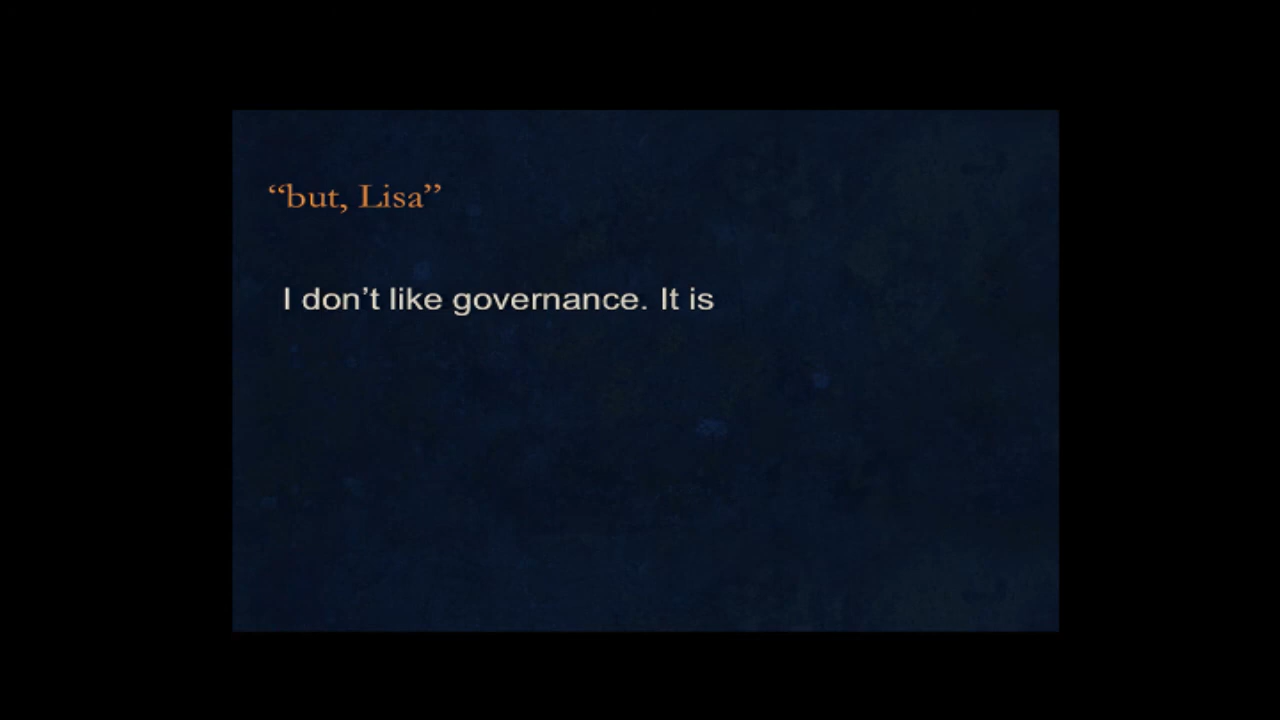 “but, Lisa”
I don’t like governance. It is